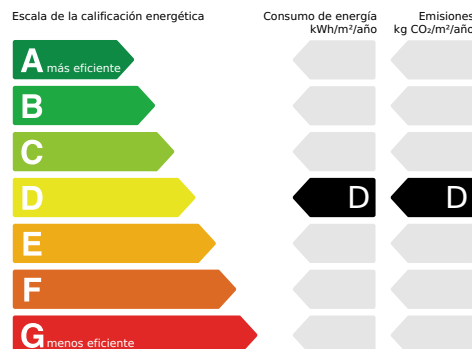 Escala de la calificación energética
Consumo de energía
kWh/m²/año
Emisiones
kg CO₂/m²/año
A más eficiente
B
C
D D D
E
F
G menos eficiente